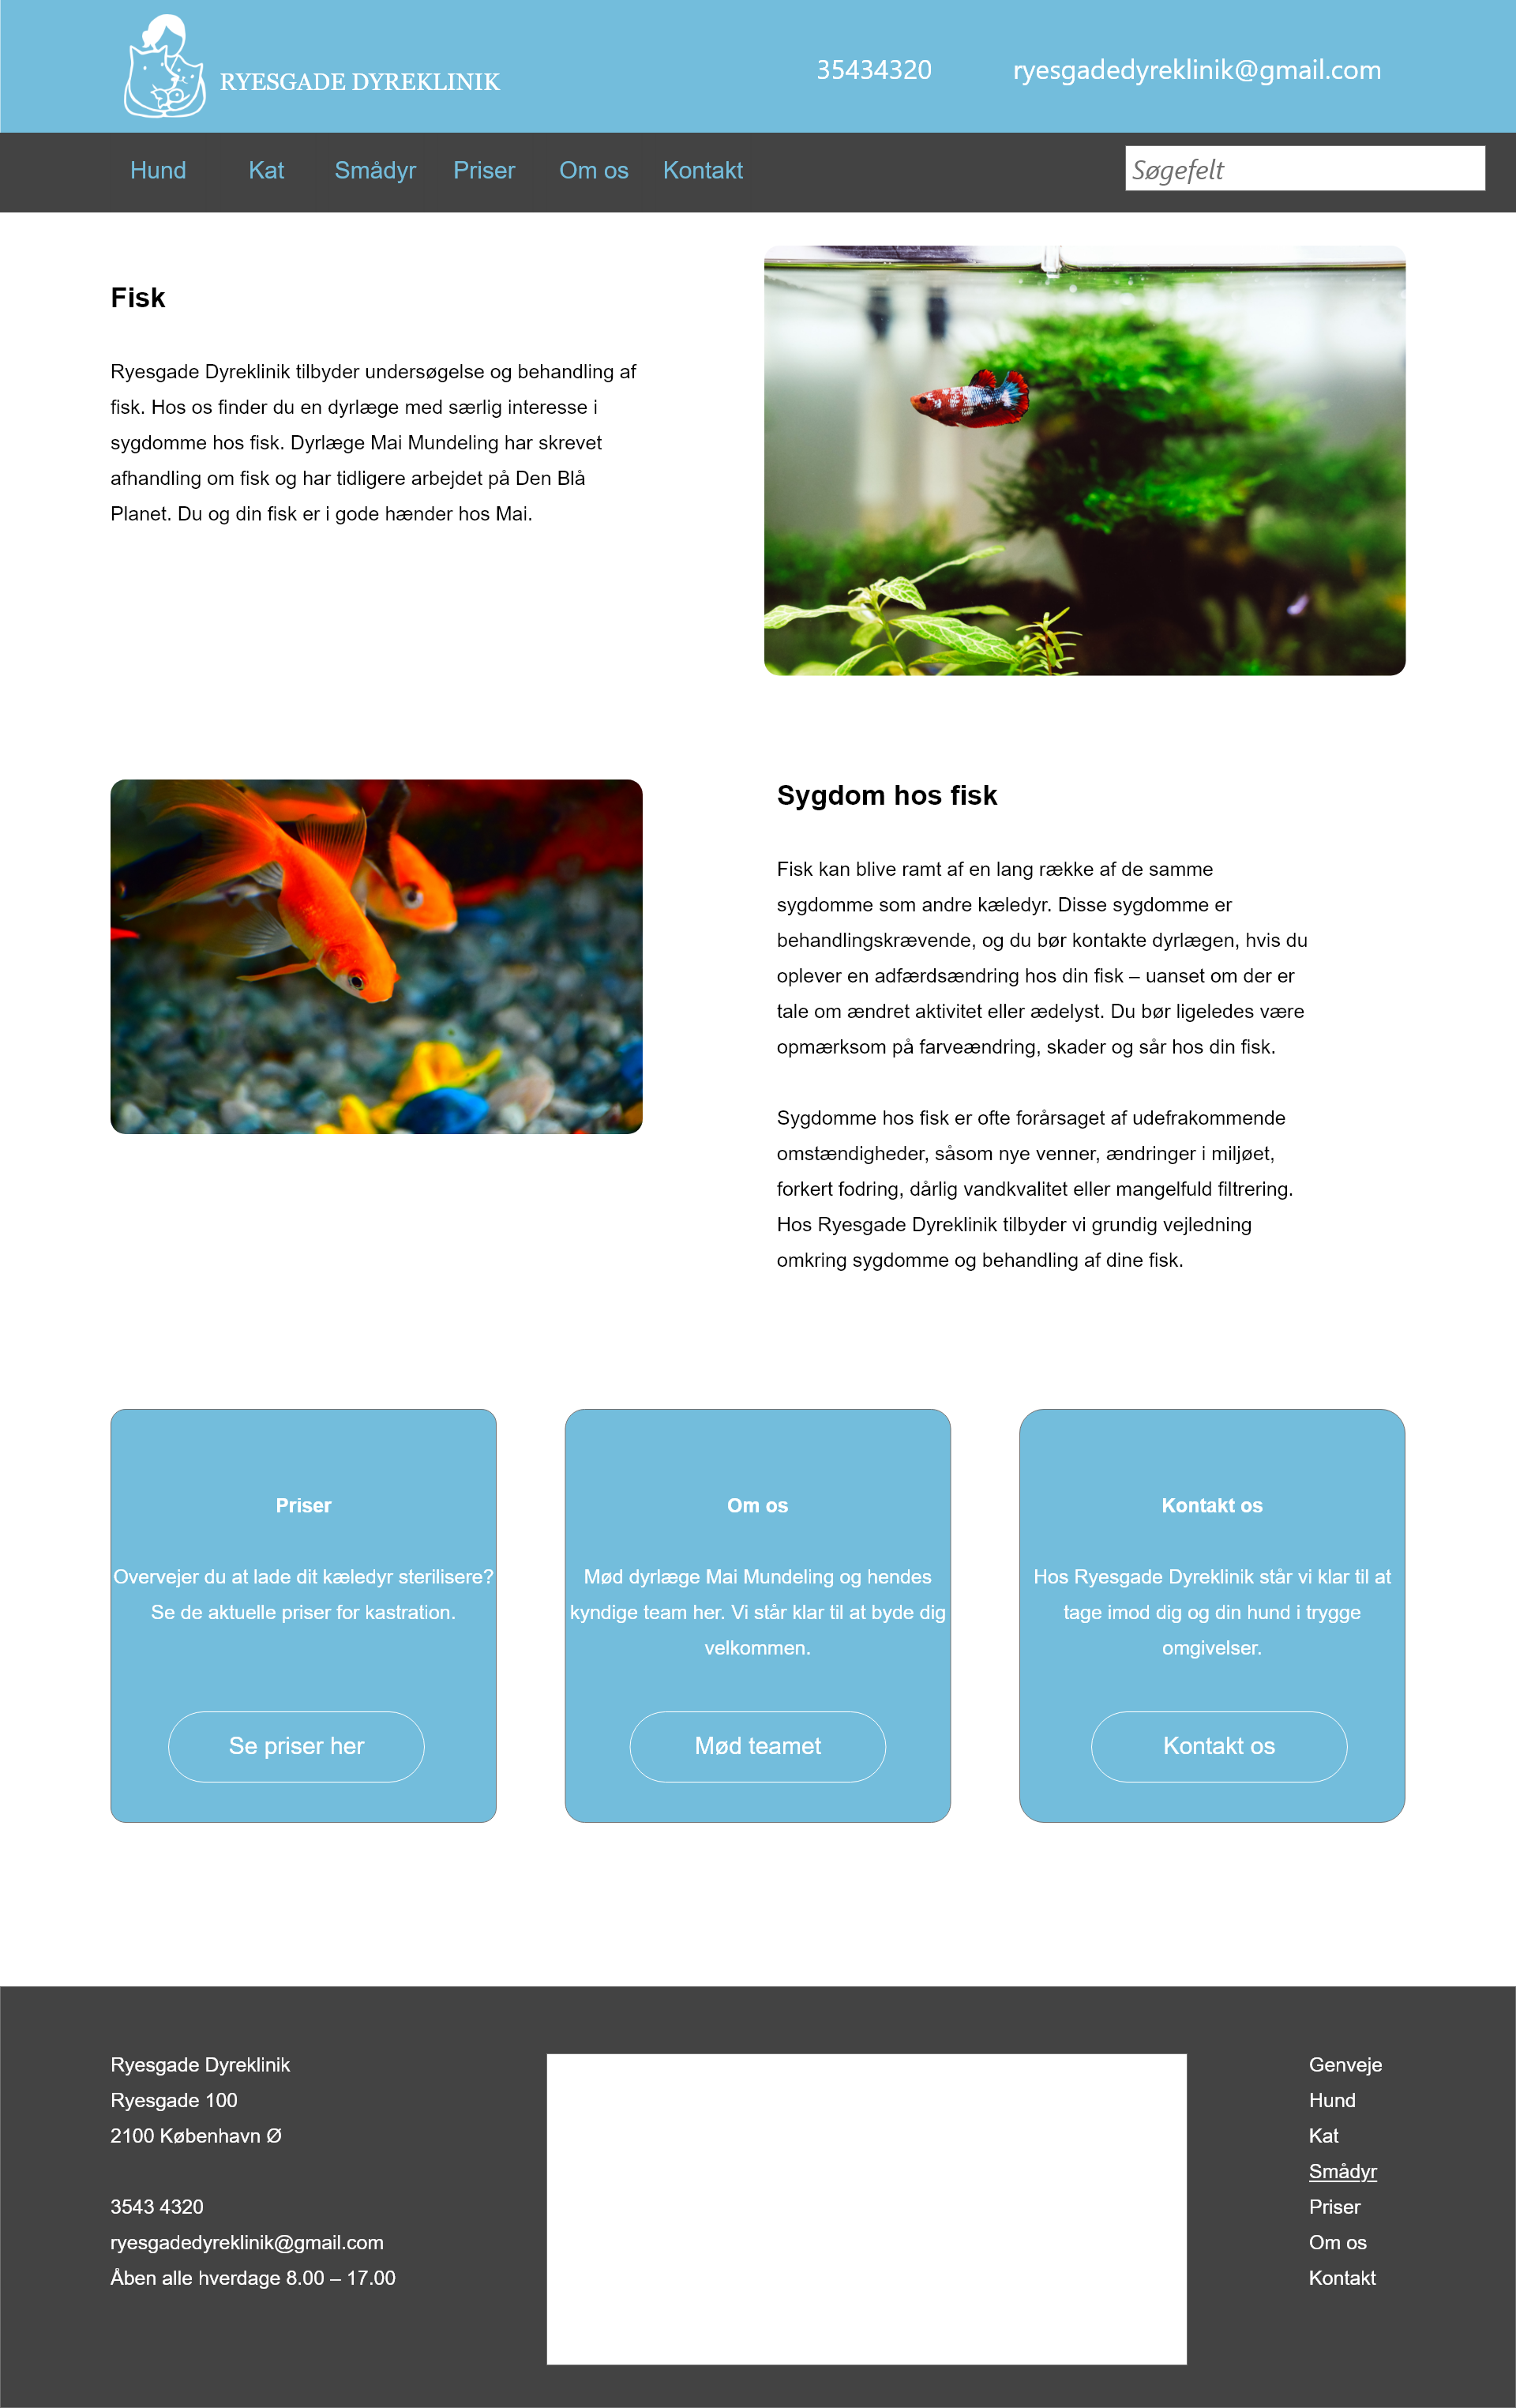 RYESGADE DYREKLINIK
35434320
ryesgadedyreklinik@gmail.com
Hund
Kat
Smådyr
Priser
Om os
Kontakt
Søgefelt
Fisk
Ryesgade Dyreklinik tilbyder undersøgelse og behandling af
fisk. Hos os finder du en dyrlæge med særlig interesse i
sygdomme hos fisk. Dyrlæge Mai Mundeling har skrevet
afhandling om fisk og har tidligere arbejdet på Den Blå
Planet. Du og din fisk er i gode hænder hos Mai.
Sygdom hos fisk
Fisk kan blive ramt af en lang række af de samme
sygdomme som andre kæledyr. Disse sygdomme er
behandlingskrævende, og du bør kontakte dyrlægen, hvis du
oplever en adfærdsændring hos din fisk – uanset om der er
tale om ændret aktivitet eller ædelyst. Du bør ligeledes være
opmærksom på farveændring, skader og sår hos din fisk.
Sygdomme hos fisk er ofte forårsaget af udefrakommende
omstændigheder, såsom nye venner, ændringer i miljøet,
forkert fodring, dårlig vandkvalitet eller mangelfuld filtrering.
Hos Ryesgade Dyreklinik tilbyder vi grundig vejledning
omkring sygdomme og behandling af dine fisk.
Priser
Overvejer du at lade dit kæledyr sterilisere?
Se de aktuelle priser for kastration.
Se priser her
Om os
Mød dyrlæge Mai Mundeling og hendes
kyndige team her. Vi står klar til at byde dig
velkommen.
Mød teamet
Kontakt os
Hos Ryesgade Dyreklinik står vi klar til at
tage imod dig og din hund i trygge
omgivelser.
Kontakt os
Ryesgade Dyreklinik
Ryesgade 100
2100 København Ø
3543 4320
ryesgadedyreklinik@gmail.com
Åben alle hverdage 8.00 – 17.00
Genveje
Hund
Kat
Smådyr
Priser
Om os
Kontakt